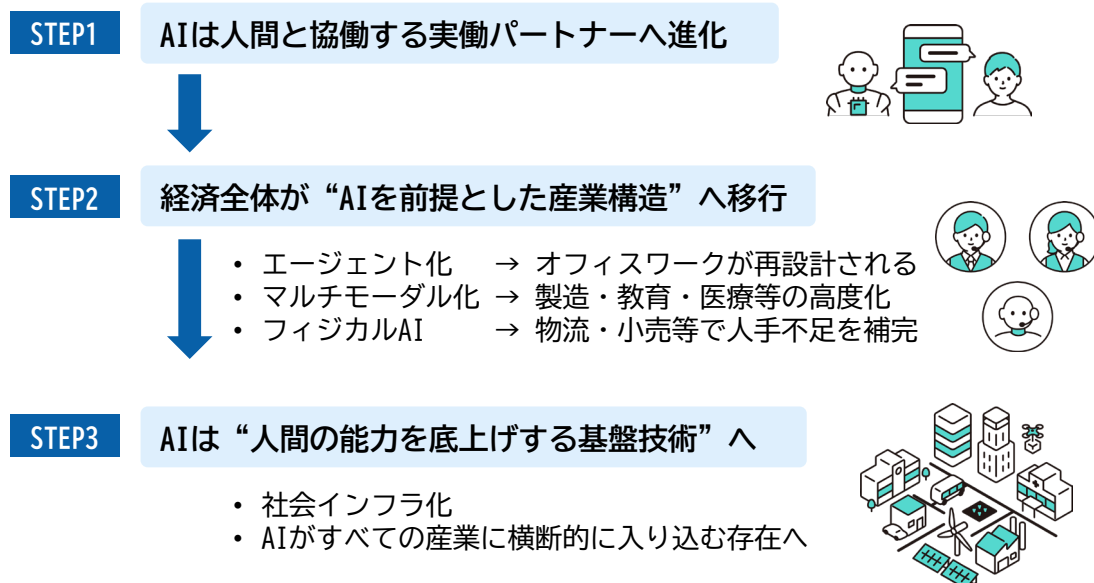 STEP1 AIは人間と協働する実働パートナーへ進化
STEP2 経済全体が“AIを前提とした産業構造”へ移行
• エージェント化 → オフィスワークが再設計される
• マルチモーダル化 → 製造・教育・医療等の高度化
• フィジカルAI → 物流・小売等で人手不足を補完
STEP3 AIは“人間の能力を底上げする基盤技術”へ
• 社会インフラ化
• AIがすべての産業に横断的に入り込む存在へ